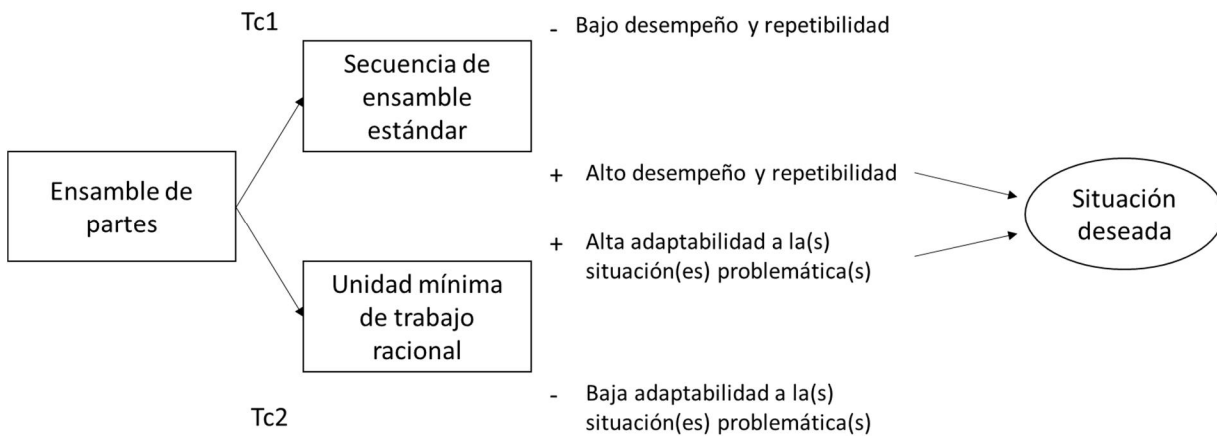 Tc1
- Bajo desempeño y repetibilidad
Secuencia de
ensamble
estándar
Ensamble de
partes
+ Alto desempeño y repetibilidad
+ Alta adaptabilidad a la(s)
situación(es) problemática(s)
Situación
deseada
Unidad mínima
de trabajo
racional
- Baja adaptabilidad a la(s)
situación(es) problemática(s)
Tc2